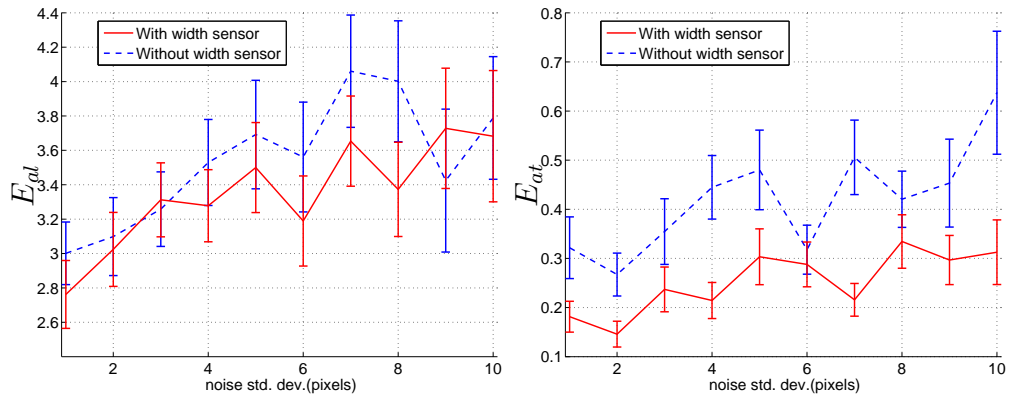 4.4
4.2
4
3.8
3.6
3.4
3.2
3
2.8
2.6
E_al
With width sensor
Without width sensor
2 4 6 8 10
noise std. dev.(pixels)
0.8
0.7
0.6
0.5
0.4
0.3
0.2
0.1
E_at
With width sensor
Without width sensor
2 4 6 8 10
noise std. dev.(pixels)